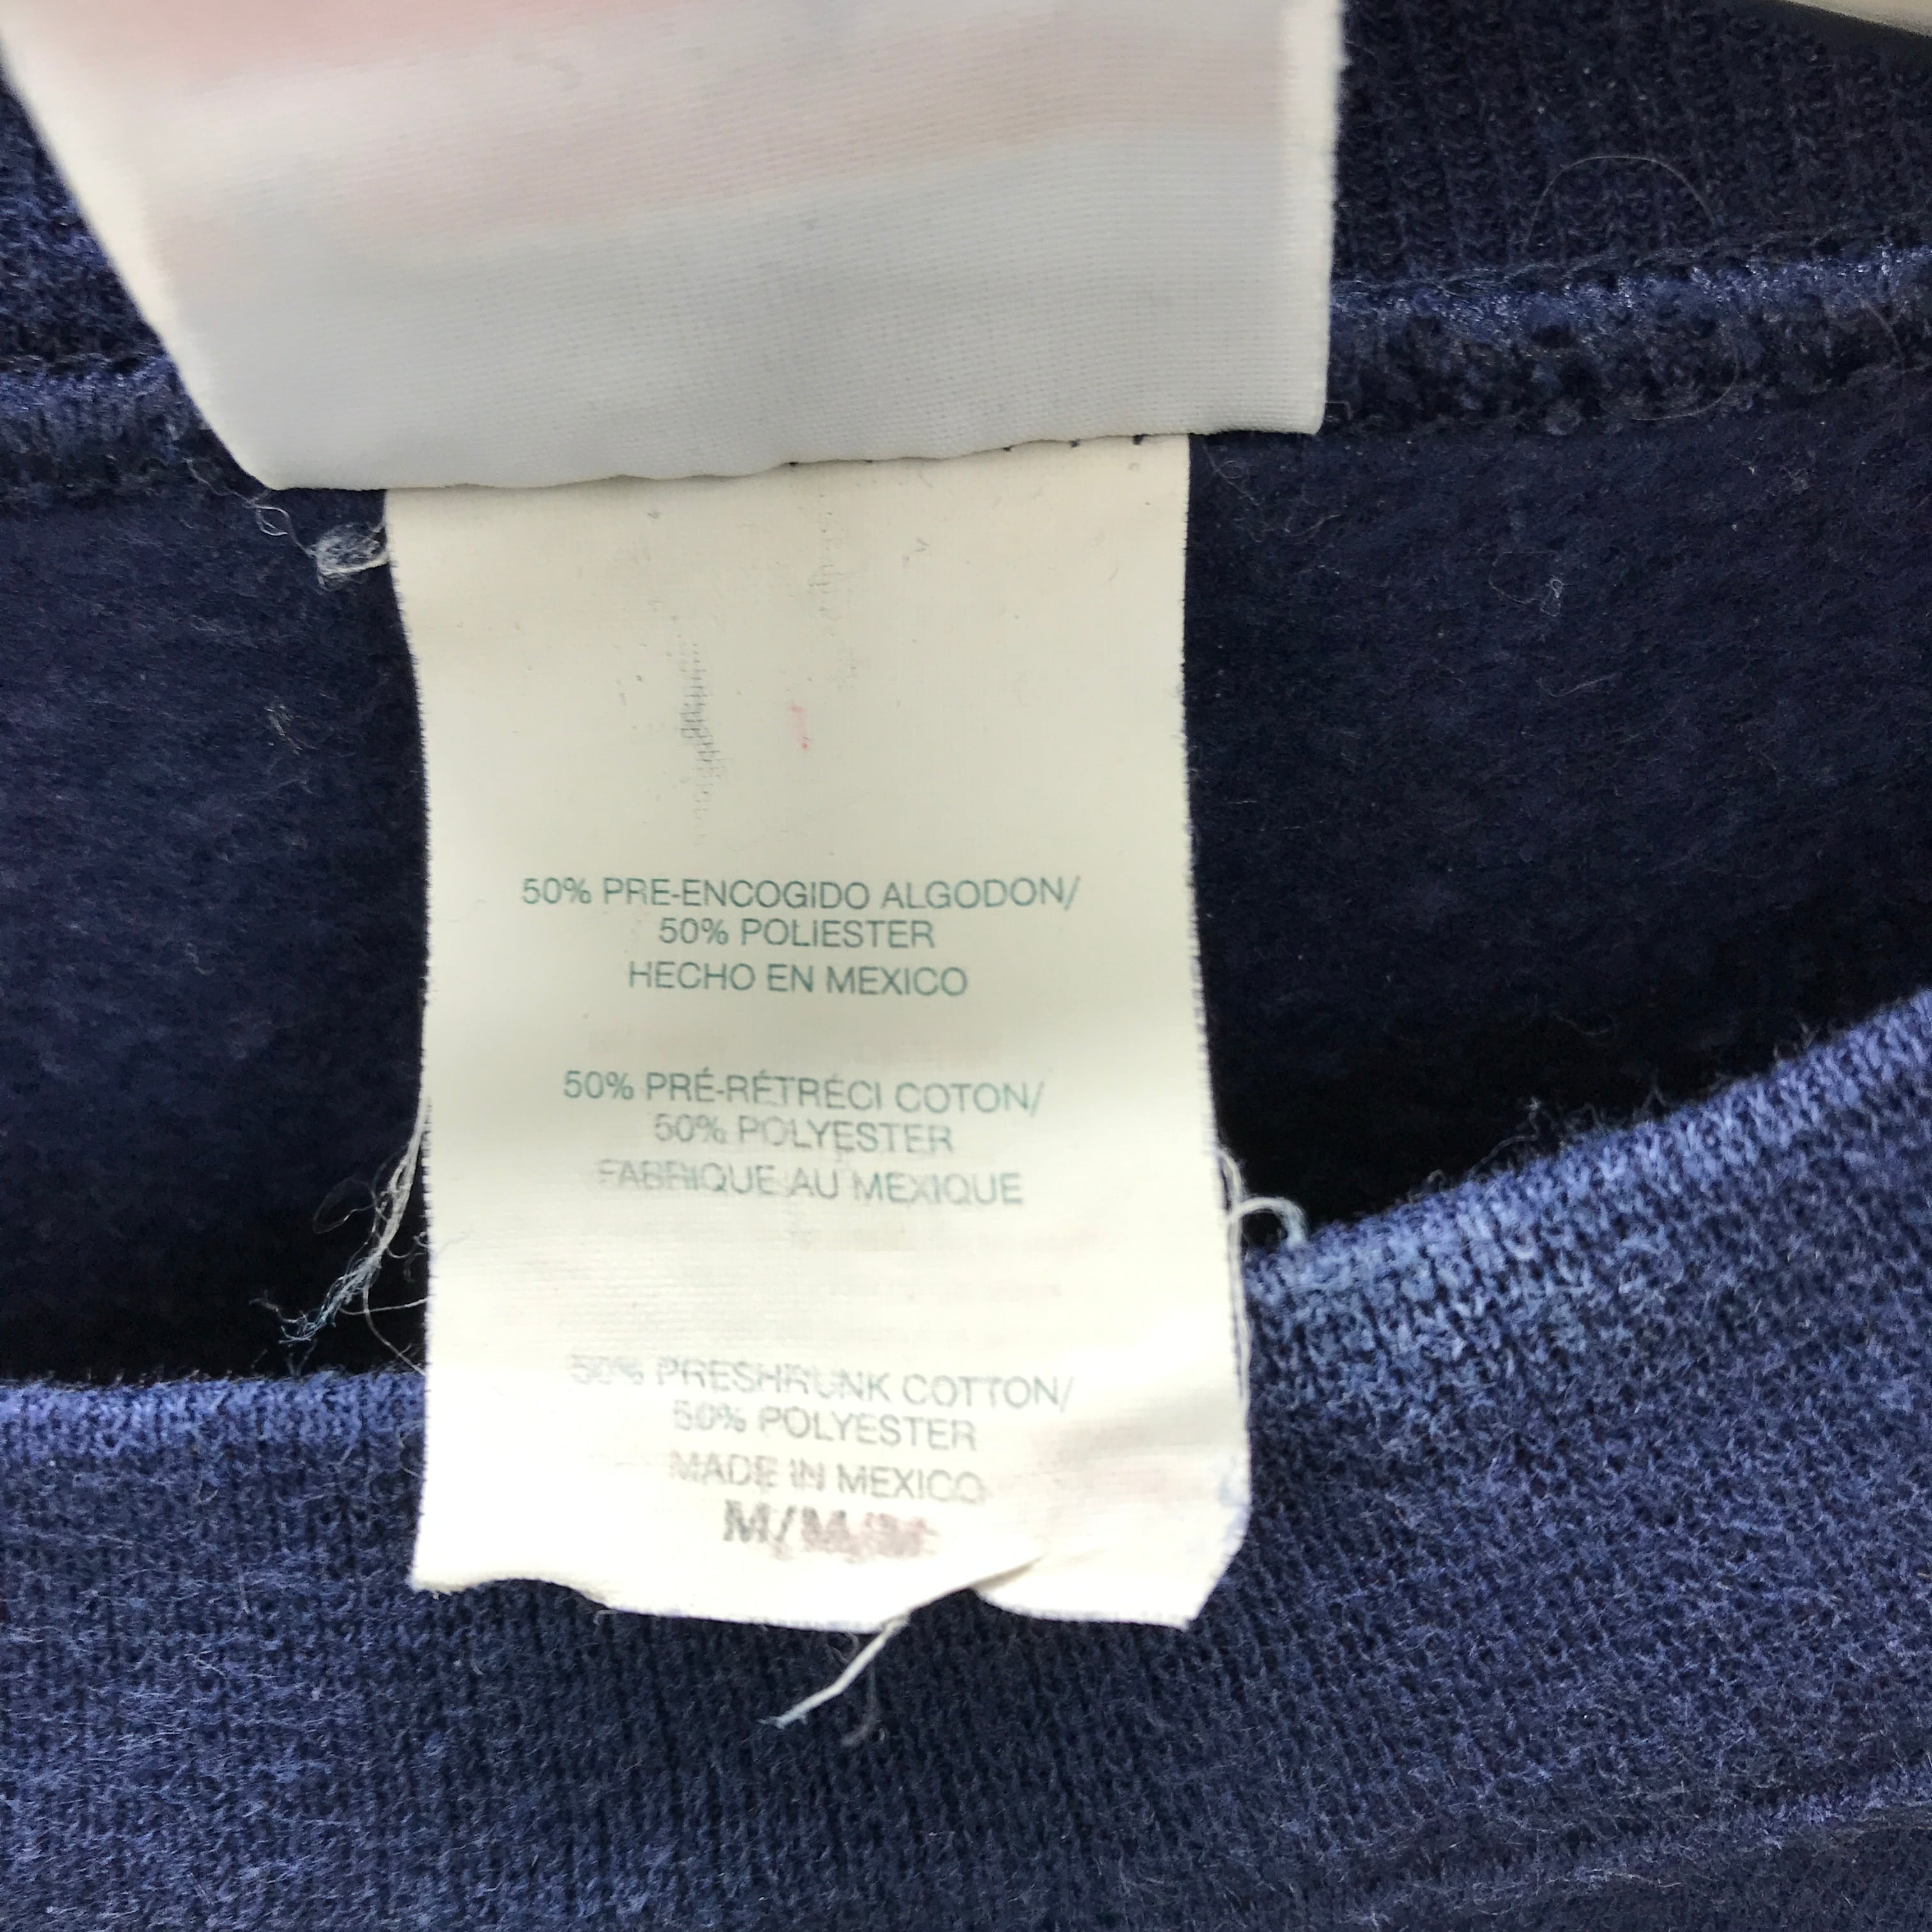 50% PRE-ENCOGIDO ALGODON/
50% POLIESTER
HECHO EN MEXICO
50% PRÉ-RÉTRÉCI COTON/
50% POLYESTER
FABRIQUE AU MEXIQUE
50% PRESHRUNK COTTON/
50% POLYESTER
MADE IN MEXICO
M/M/M